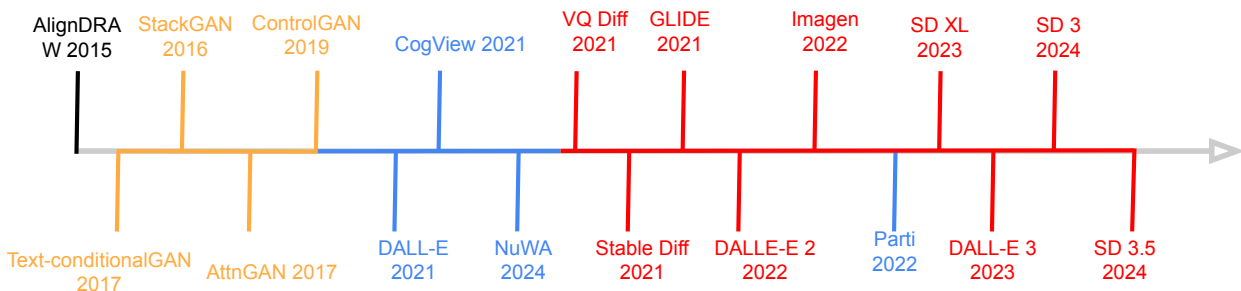 AlignDRA
W 2015
StackGAN
2016
ControlGAN
2019
CogView 2021
VQ Diff
2021
GLIDE
2021
Imagen
2022
SD XL
2023
SD 3
2024
Text-conditionalGAN
2017
AttnGAN 2017
DALL-E
2021
NuWA
2024
Stable Diff
2021
DALLE-E 2
2022
Parti
2022
DALL-E 3
2023
SD 3.5
2024